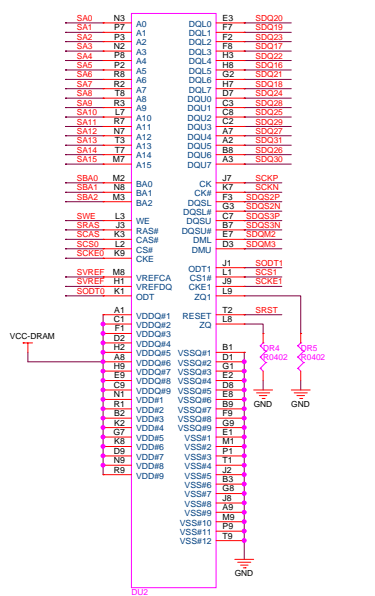 SA0 N3 A0 DQL0 E3 SDQ20
SA1 P7 A1 DQL1 F7 SDQ19
SA2 P3 A2 DQL2 F2 SDQ23
SA3 N2 A3 DQL3 F8 SDQ17
SA4 P8 A4 DQL4 H3 SDQ22
SA5 P2 A5 DQL5 H8 SDQ16
SA6 R8 A6 DQL6 G2 SDQ21
SA7 R2 A7 DQL7 H7 SDQ18
SA8 T8 A8 DQU0 D7 SDQ24
SA9 R3 A9 DQU1 C3 SDQ28
SA10 L7 A10 DQU2 C8 SDQ25
SA11 R7 A11 DQU3 C2 SDQ29
SA12 N7 A12 DQU4 A7 SDQ27
SA13 T3 A13 DQU5 A2 SDQ31
SA14 T7 A14 DQU6 B8 SDQ26
SA15 M7 A15 DQU7 A3 SDQ30
SBA0 M2 BA0 CK J7 SCKP
SBA1 N8 BA1 CK# K7 SCKN
SBA2 M3 BA2 DQSL F3 SDQS2P
DQSL# G3 SDQS2N
SWE L3 WE DQSU C7 SDQS3P
SRAS J3 RAS# DQSU# B7 SDQS3N
SCAS K3 CAS# DML E7 SDQM2
SCS0 L2 CS# DMU D3 SDQM3
SCKE0 K9 CKE
ODT1 J1 SODT1
SVREF M8 VREFCA CS1# L1 SCS1
SVREF H1 VREFDQ CKE1 J9 SCKE1
SODT0 K1 ODT ZQ1 L9
A1 VDDQ#1 RESET T2 SRST
C1 VDDQ#2 ZQ L8
F1 VDDQ#3
VCC-DRAM
D2 VDDQ#4
H2 VDDQ#5 VSSQ#1 B1
A8 VDDQ#6 VSSQ#2 D1
H9 VDDQ#7 VSSQ#3 G1
E9 VDDQ#8 VSSQ#4 E2
C9 VDDQ#9 VSSQ#5 D8
N1 VDD#1 VSSQ#6 E8
R1 VDD#2 VSSQ#7 B9
B2 VDD#3 VSSQ#8 F9
K2 VDD#4 VSSQ#9 G9
G7 VDD#5 VSS#1 E1
K8 VDD#6 VSS#2 M1
D9 VDD#7 VSS#3 P1
N9 VDD#8 VSS#4 T1
R9 VDD#9 VSS#5 J2
VSS#6 B3
VSS#7 G8
VSS#8 J8
VSS#9 A9
VSS#10 M9
VSS#11 P9
VSS#12 T9
DR4 DR5
R0402 R0402
GND GND
GND
DU2